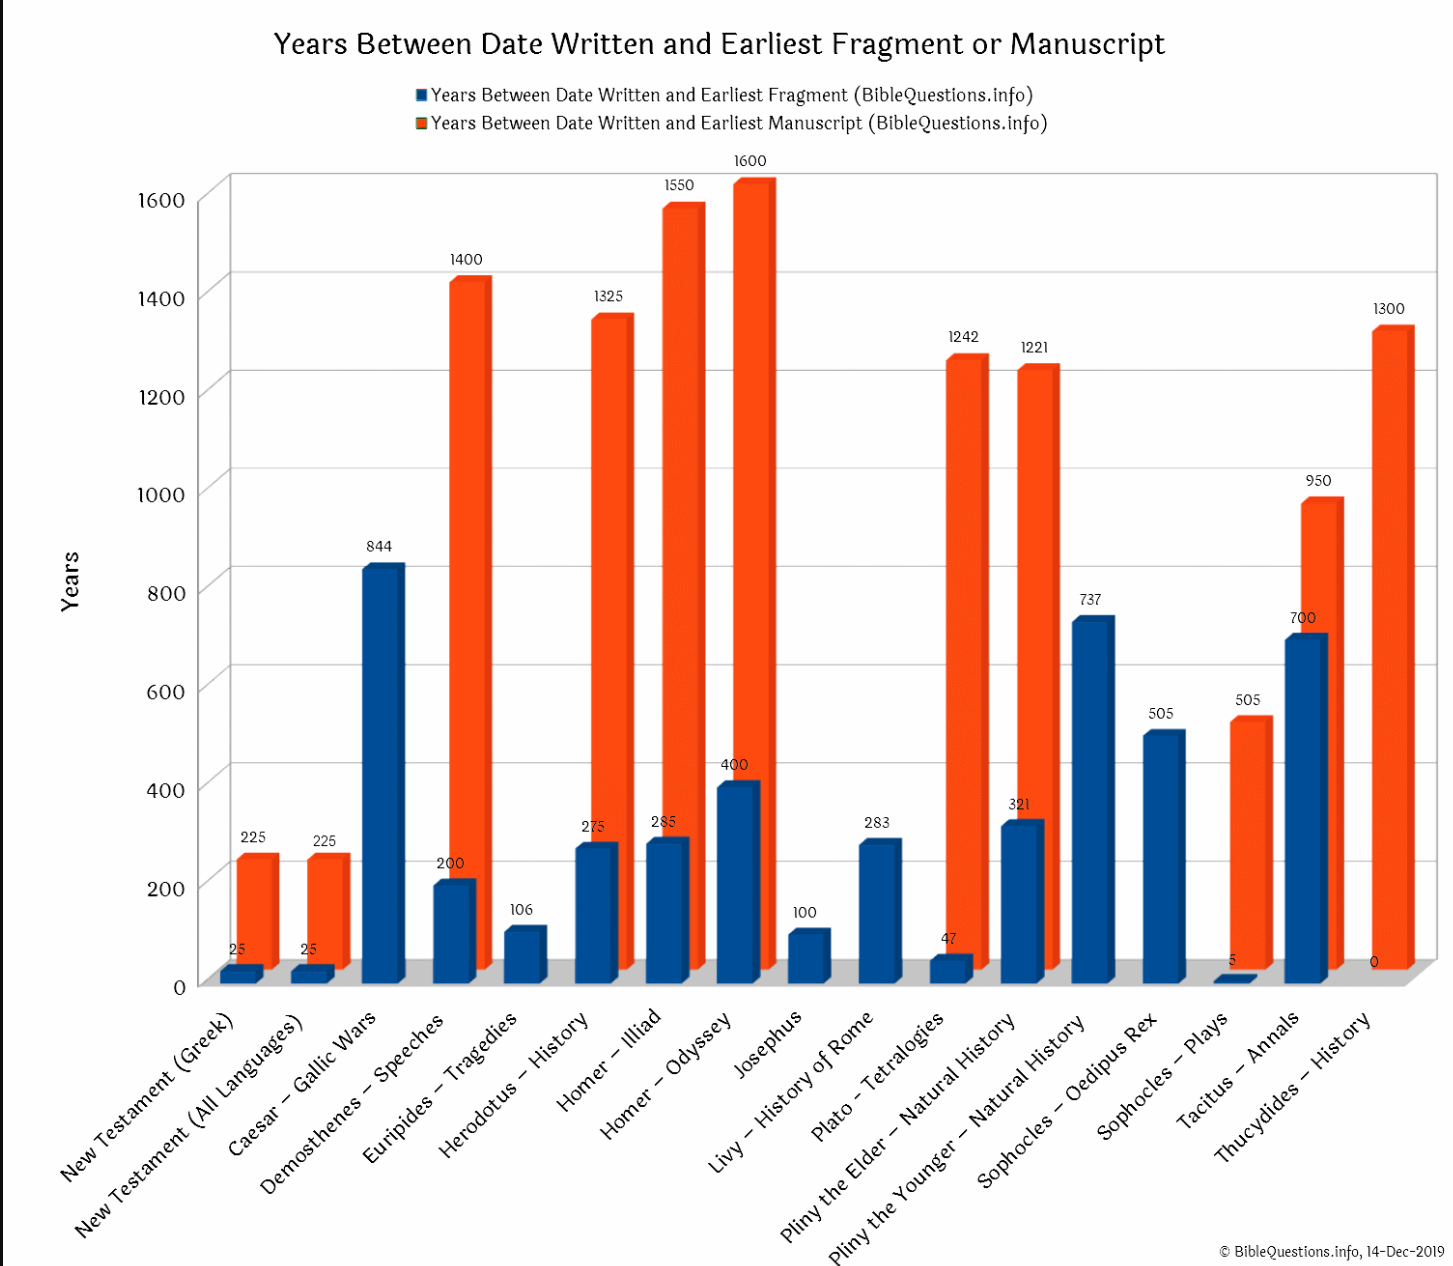 Years Between Date Written and Earliest Fragment or Manuscript
Years Between Date Written and Earliest Fragment (BibleQuestions.info)
Years Between Date Written and Earliest Manuscript (BibleQuestions.info)
Years
1600
1400
1200
1000
800
600
400
200
0
225
25
225
25
844
1400
200
106
1325
275
1550
285
1600
400
100
283
1242
47
1221
321
737
505
505
5
950
700
1300
0
New Testament (Greek)
New Testament (All Languages)
Caesar – Gallic Wars
Demosthenes – Speeches
Euripides – Tragedies
Herodotus – History
Homer – Illiad
Homer – Odyssey
Josephus
Livy – History of Rome
Plato - Tetralogies
Pliny the Elder – Natural History
Pliny the Younger – Natural History
Sophocles – Oedipus Rex
Sophocles – Plays
Tacitus – Annals
Thucydides – History
© BibleQuestions.info, 14-Dec-2019